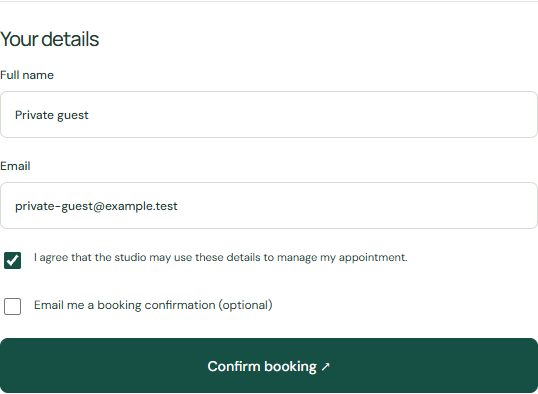 Your details
Full name
Private guest
Email
private-guest@example.test
I agree that the studio may use these details to manage my appointment.
Email me a booking confirmation (optional)
Confirm booking ↗